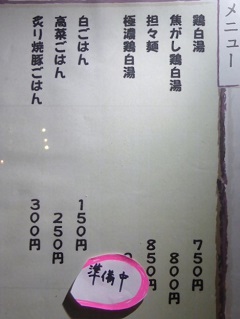 メニュー
鶏白湯 750円
焦がし鶏白湯 800円
担々麺 850円
極濃鶏白湯
準備中
白ごはん 150円
高菜ごはん 250円
炙り焼豚ごはん 300円